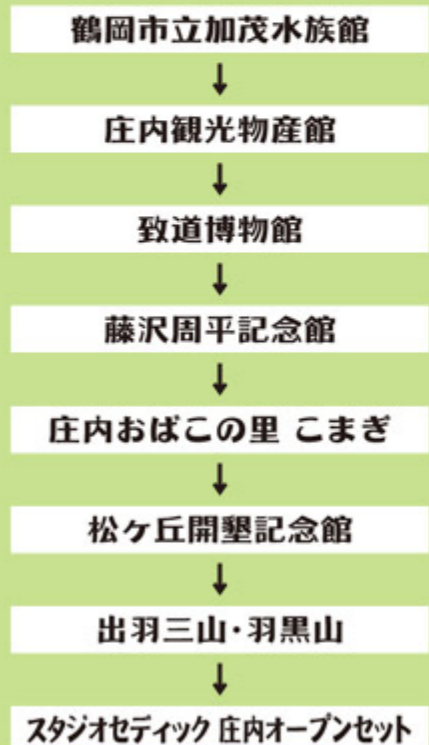 鶴岡市立加茂水族館
↓
庄内観光物産館
↓
致道博物館
↓
藤沢周平記念館
↓
庄内おばこの里 こまぎ
↓
松ケ丘開墾記念館
↓
出羽三山・羽黒山
↓
スタジオセディック 庄内オープンセット